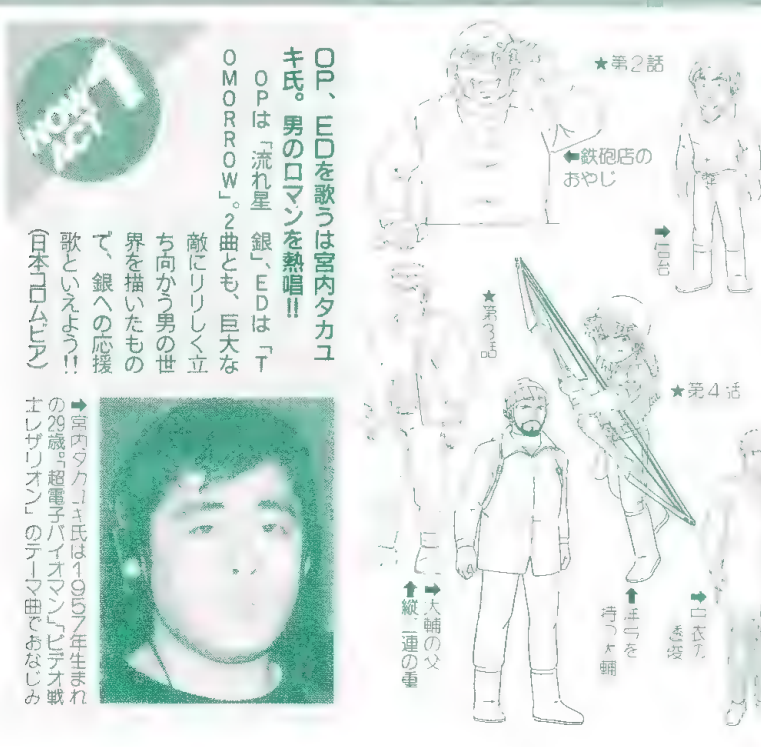 OP、EDを歌うは宮内タカユ
キ氏。男のロマンを熱唱!!
OPは「流れ星 銀」、EDは「T
OMORROW」。2曲とも、巨大な
敵にリリしく立
ち向かう男の世
界を描いたもの
で、銀への応援
歌といえよう!!
(日本コロムビア)
NOW ACT 1
➡宮内タカユキ氏は1957年生まれ
の29歳。「超電子バイオマン」「ビデオ戦
士レザリオン」のテーマ曲でおなじみ
★第2話
⬅鉄砲店の
おやじ
➡仙台
★第3話
★第4話
➡大輔の父
⬆縦二連の重
⬆洋弓を
持つ大輔